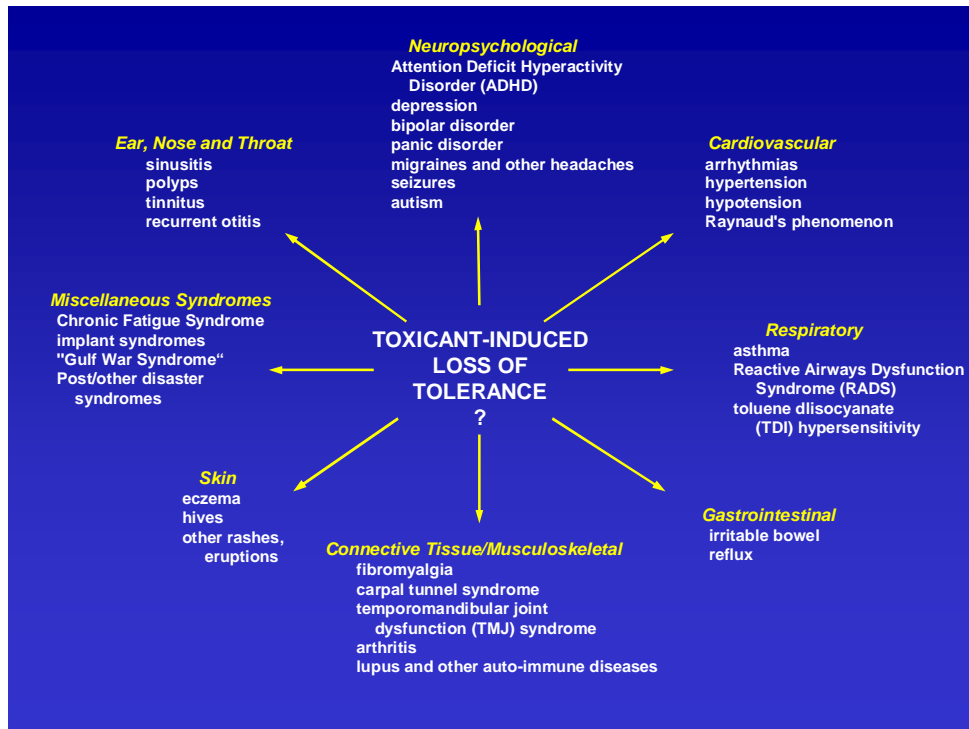 Neuropsychological
Attention Deficit Hyperactivity
Disorder (ADHD)
depression
bipolar disorder
panic disorder
migraines and other headaches
seizures
autism
Ear, Nose and Throat
sinusitis
polyps
tinnitus
recurrent otitis
Cardiovascular
arrhythmias
hypertension
hypotension
Raynaud's phenomenon
Miscellaneous Syndromes
Chronic Fatigue Syndrome
implant syndromes
"Gulf War Syndrome“
Post/other disaster
syndromes
TOXICANT-INDUCED
LOSS OF
TOLERANCE
?
Respiratory
asthma
Reactive Airways Dysfunction
Syndrome (RADS)
toluene dIisocyanate
(TDI) hypersensitivity
Skin
eczema
hives
other rashes,
eruptions
Connective Tissue/Musculoskeletal
fibromyalgia
carpal tunnel syndrome
temporomandibular joint
dysfunction (TMJ) syndrome
arthritis
lupus and other auto-immune diseases
Gastrointestinal
irritable bowel
reflux